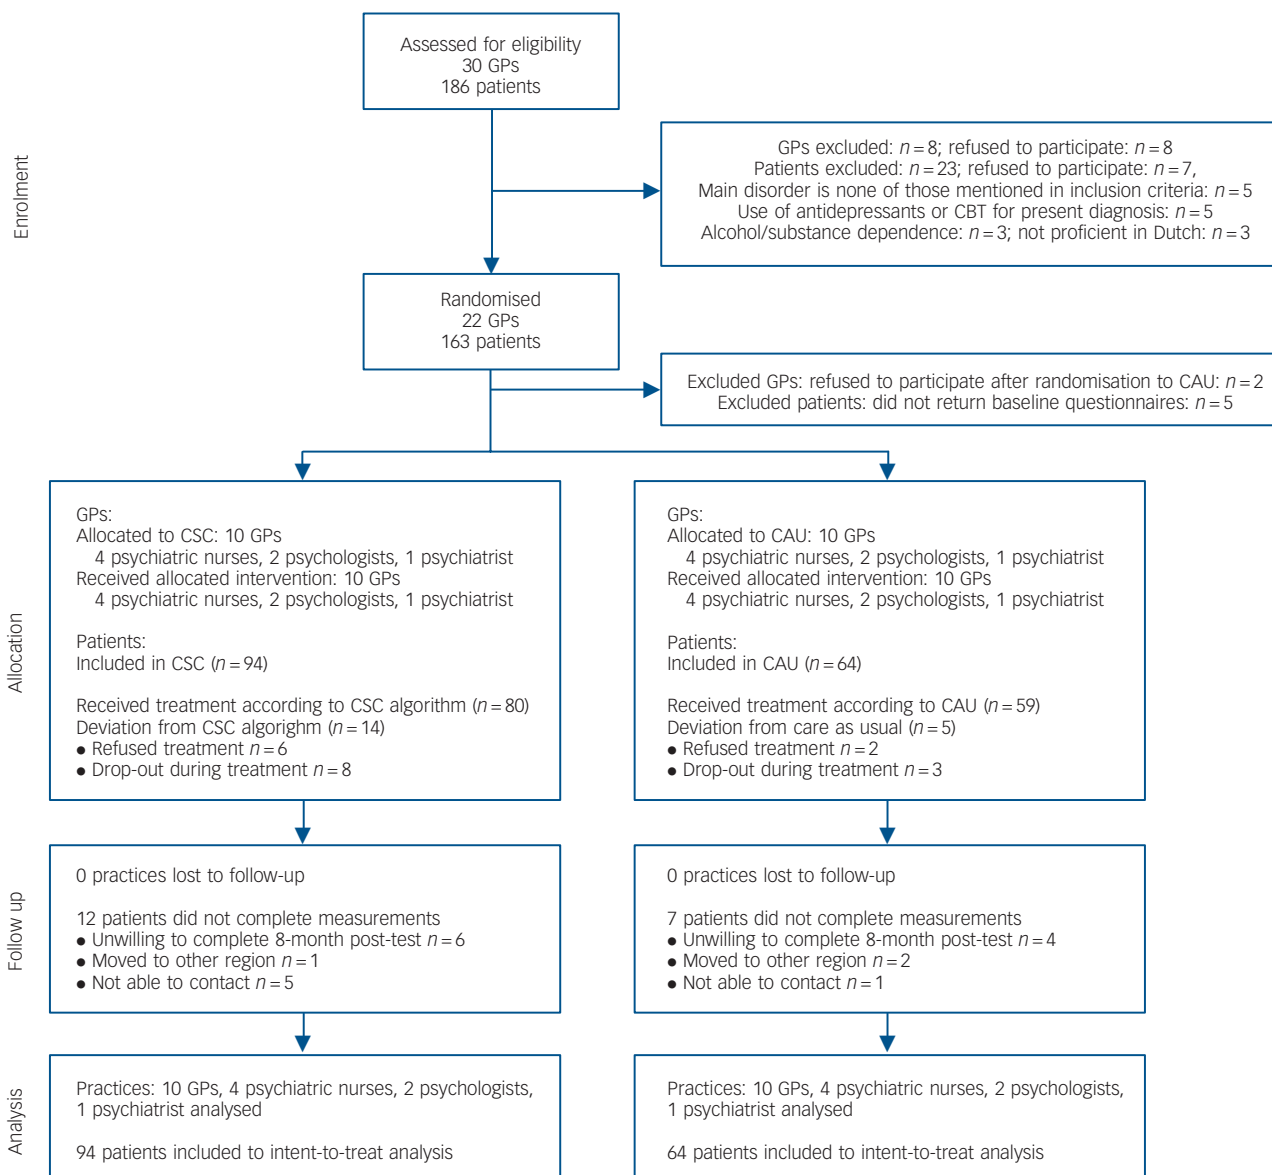 Enrolment
Assessed for eligibility
30 GPs
186 patients
GPs excluded: n=8; refused to participate: n=8
Patients excluded: n=23; refused to participate: n=7,
Main disorder is none of those mentioned in inclusion criteria: n=5
Use of antidepressants or CBT for present diagnosis: n=5
Alcohol/substance dependence: n=3; not proficient in Dutch: n=3
Randomised
22 GPs
163 patients
Excluded GPs: refused to participate after randomisation to CAU: n=2
Excluded patients: did not return baseline questionnaires: n=5
Allocation
GPs:
Allocated to CSC: 10 GPs
4 psychiatric nurses, 2 psychologists, 1 psychiatrist
Received allocated intervention: 10 GPs
4 psychiatric nurses, 2 psychologists, 1 psychiatrist
Patients:
Included in CSC (n=94)
Received treatment according to CSC algorithm (n=80)
Deviation from CSC algorighm (n=14)
● Refused treatment n=6
● Drop-out during treatment n=8
GPs:
Allocated to CAU: 10 GPs
4 psychiatric nurses, 2 psychologists, 1 psychiatrist
Received allocated intervention: 10 GPs
4 psychiatric nurses, 2 psychologists, 1 psychiatrist
Patients:
Included in CAU (n=64)
Received treatment according to CAU (n=59)
Deviation from care as usual (n=5)
● Refused treatment n=2
● Drop-out during treatment n=3
Follow up
0 practices lost to follow-up
12 patients did not complete measurements
● Unwilling to complete 8-month post-test n=6
● Moved to other region n=1
● Not able to contact n=5
0 practices lost to follow-up
7 patients did not complete measurements
● Unwilling to complete 8-month post-test n=4
● Moved to other region n=2
● Not able to contact n=1
Analysis
Practices: 10 GPs, 4 psychiatric nurses, 2 psychologists,
1 psychiatrist analysed
94 patients included to intent-to-treat analysis
Practices: 10 GPs, 4 psychiatric nurses, 2 psychologists,
1 psychiatrist analysed
64 patients included to intent-to-treat analysis